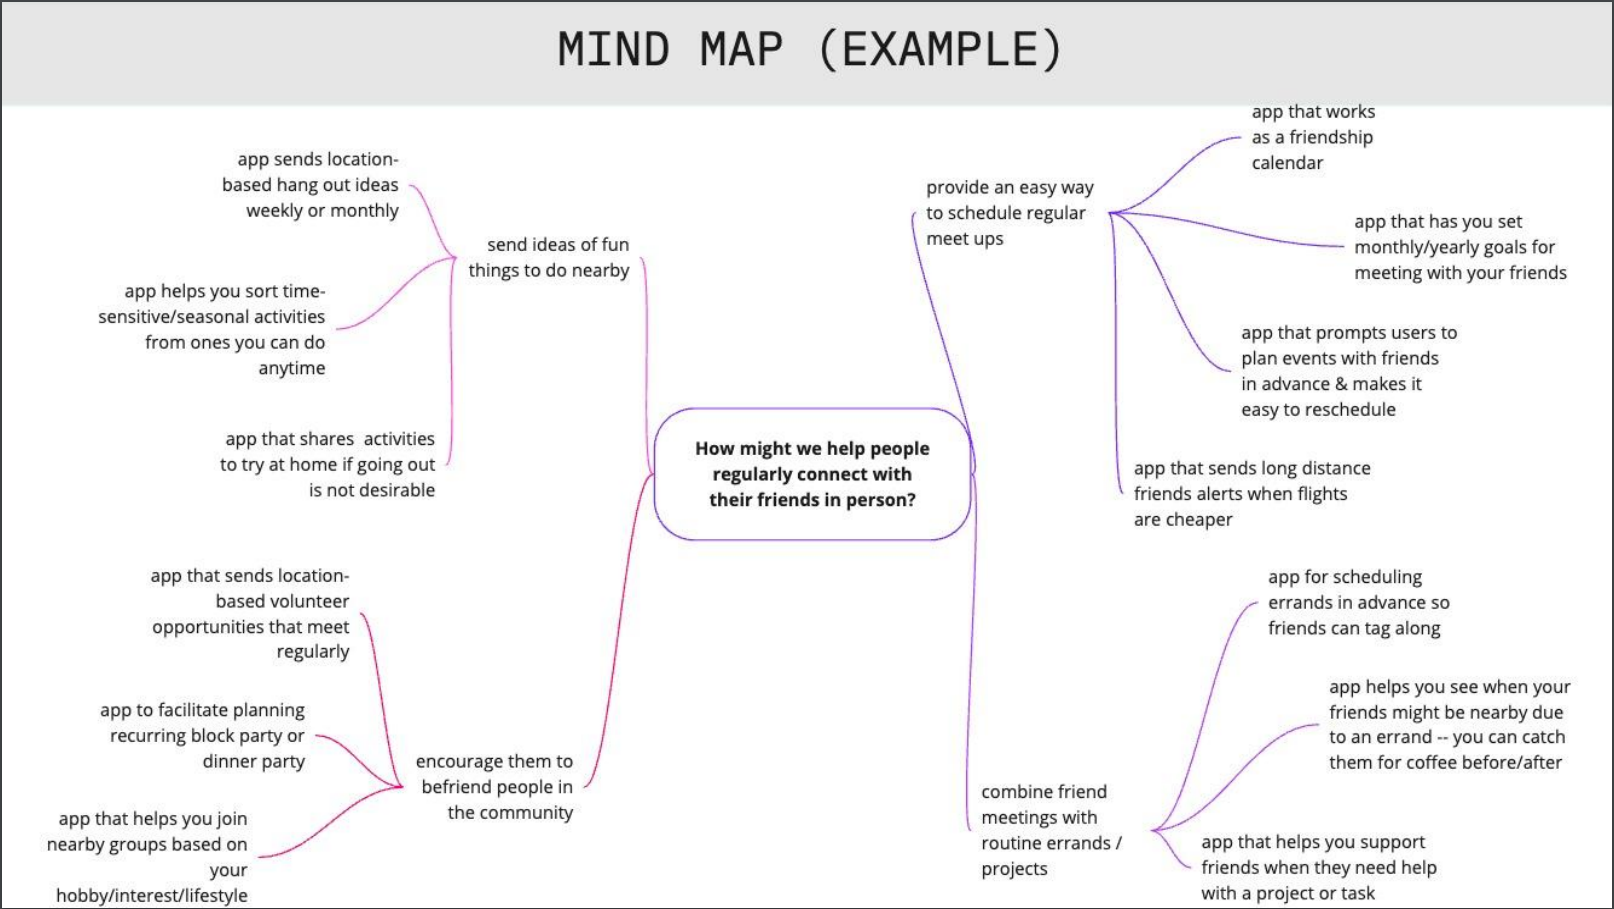 MIND MAP (EXAMPLE)
app sends location-
based hang out ideas
weekly or monthly
send ideas of fun
things to do nearby
app helps you sort time-
sensitive/seasonal activities
from ones you can do
anytime
app that shares  activities
to try at home if going out
is not desirable
How might we help people
regularly connect with
their friends in person?
app that sends location-
based volunteer
opportunities that meet
regularly
app to facilitate planning
recurring block party or
dinner party
encourage them to
befriend people in
the community
app that helps you join
nearby groups based on
your
hobby/interest/lifestyle
provide an easy way
to schedule regular
meet ups
app that works
as a friendship
calendar
app that has you set
monthly/yearly goals for
meeting with your friends
app that prompts users to
plan events with friends
in advance & makes it
easy to reschedule
app that sends long distance
friends alerts when flights
are cheaper
combine friend
meetings with
routine errands /
projects
app for scheduling
errands in advance so
friends can tag along
app helps you see when your
friends might be nearby due
to an errand -- you can catch
them for coffee before/after
app that helps you support
friends when they need help
with a project or task